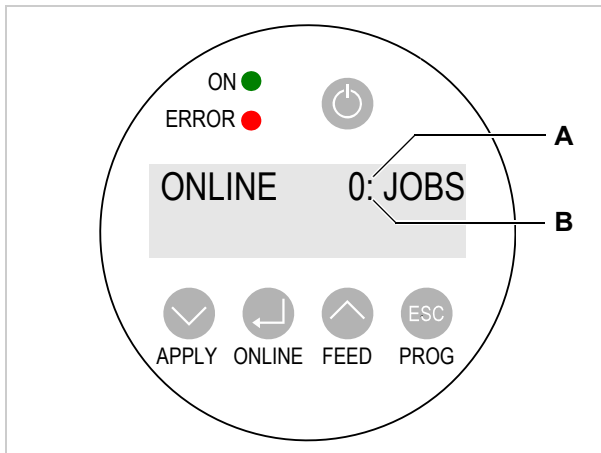 ON
ERROR
A
ONLINE 0: JOBS
B
ESC
APPLY ONLINE FEED PROG